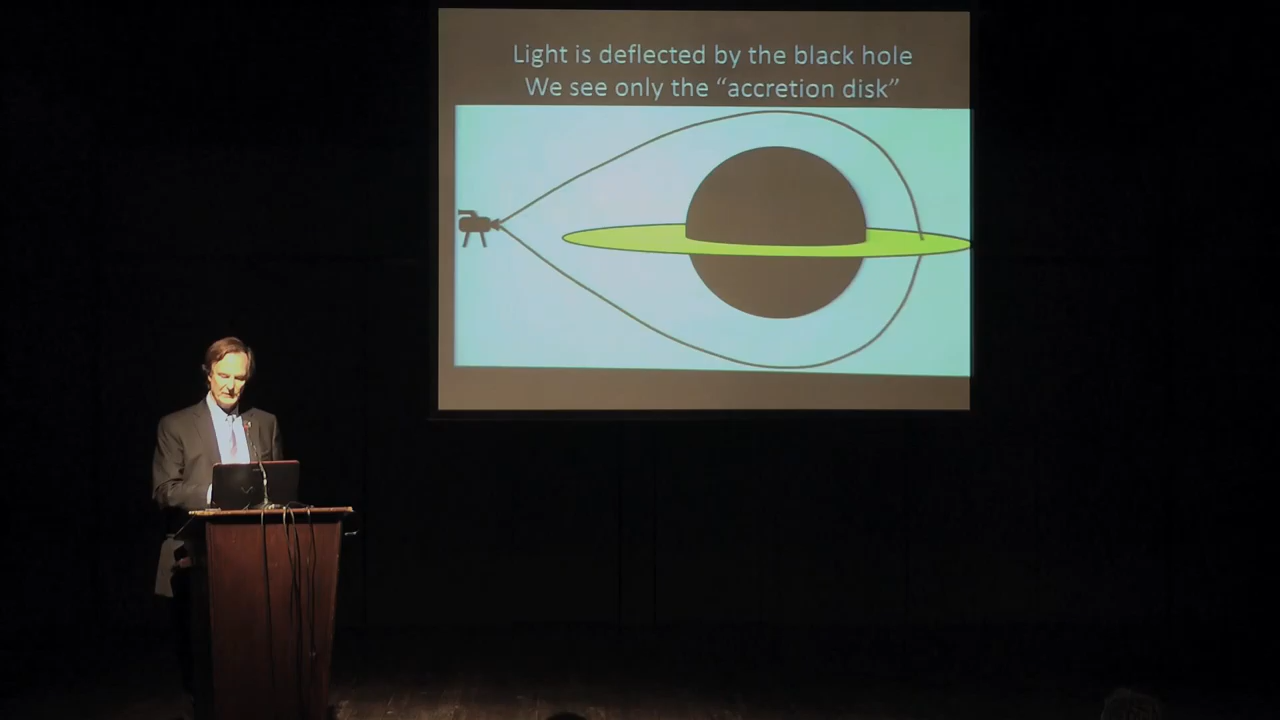 Light is deflected by the black hole
We see only the “accretion disk”